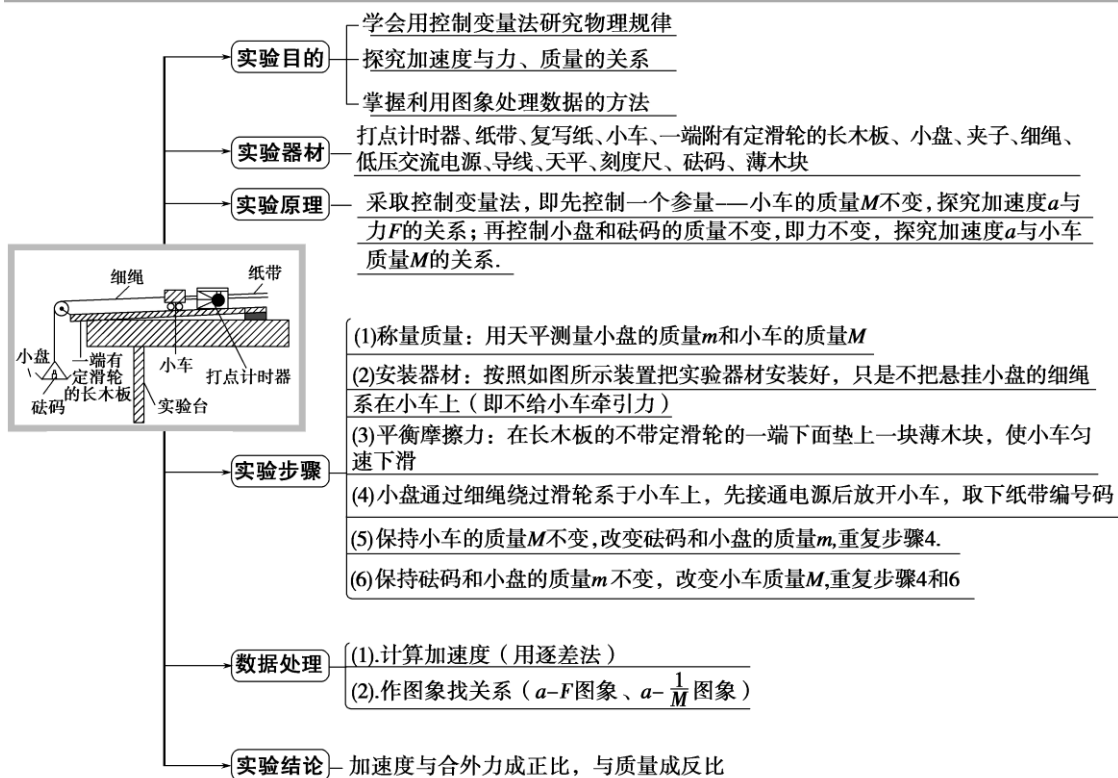 学会用控制变量法研究物理规律
实验目的
探究加速度与力、质量的关系
掌握利用图象处理数据的方法
打点计时器、纸带、复写纸、小车、一端附有定滑轮的长木板、小盘、夹子、细绳、
实验器材
低压交流电源、导线、天平、刻度尺、砝码、薄木块
实验原理
采取控制变量法，即先控制一个参量——小车的质量M不变，探究加速度a与
力F的关系；再控制小盘和砝码的质量不变，即力不变，探究加速度a与小车
质量M的关系.
细绳
纸带
小盘
一端有
定滑轮
的长木板
小车
打点计时器
砝码
实验台
(1)称量质量：用天平测量小盘的质量m和小车的质量M
(2)安装器材：按照如图所示装置把实验器材安装好，只是不把悬挂小盘的细绳
系在小车上（即不给小车牵引力）
(3)平衡摩擦力：在长木板的不带定滑轮的一端下面垫上一块薄木块，使小车匀
速下滑
实验步骤
(4)小盘通过细绳绕过滑轮系于小车上，先接通电源后放开小车，取下纸带编号码
(5)保持小车的质量M不变,改变砝码和小盘的质量m,重复步骤4.
(6)保持砝码和小盘的质量m不变，改变小车质量M,重复步骤4和6
数据处理
(1).计算加速度（用逐差法）
(2).作图象找关系（a–F图象、a–1/M图象）
实验结论
加速度与合外力成正比，与质量成反比